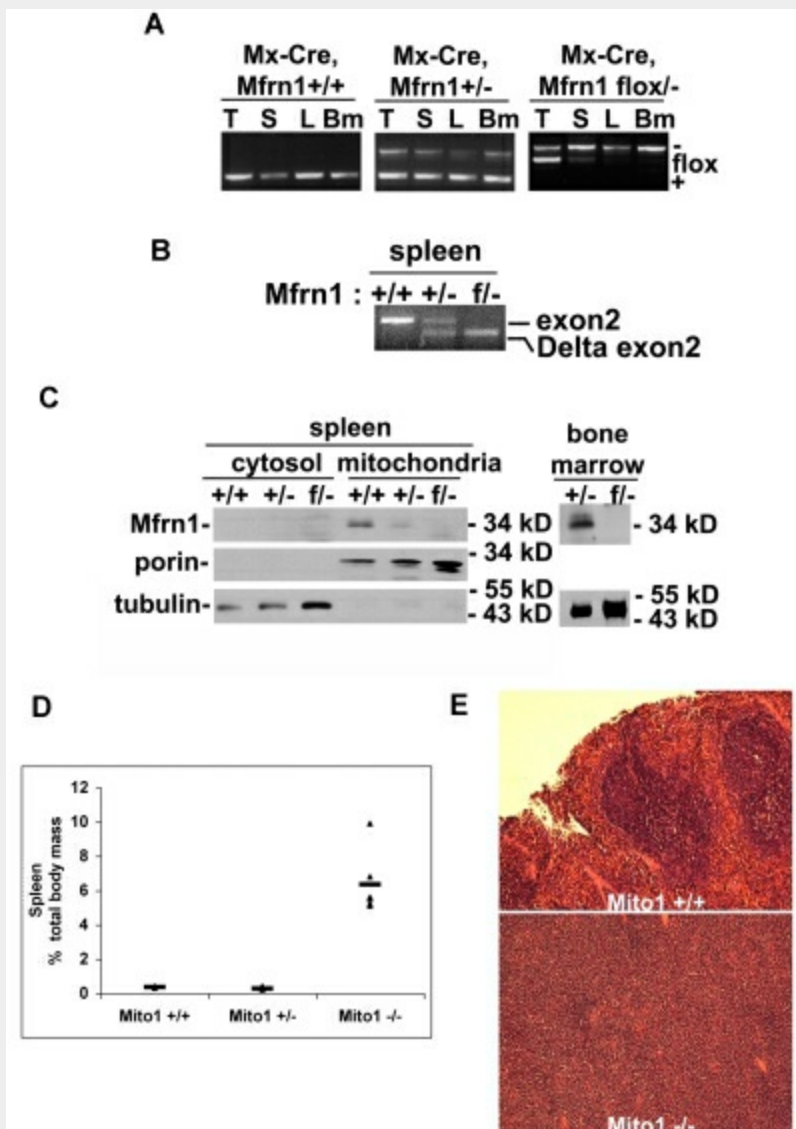 A
Mx-Cre, Mfrn1+/+
Mx-Cre, Mfrn1+/-
Mx-Cre, Mfrn1 flox/-
T S L Bm T S L Bm T S L Bm
-
flox
+
B
spleen
Mfrn1 : +/+ +/- f/-
exon2
Delta exon2
C
spleen
cytosol mitochondria
+/+ +/- f/- +/+ +/- f/-
bone
marrow
+/- f/-
Mfrn1- - 34 kD - 34 kD
porin- - 34 kD
tubulin- - 55 kD - 55 kD
- 43 kD - 43 kD
D
Spleen
% total body mass
12
10
8
6
4
2
0
Mito1 +/+ Mito1 +/- Mito1 -/-
E
Mito1 +/+
Mito1 -/-